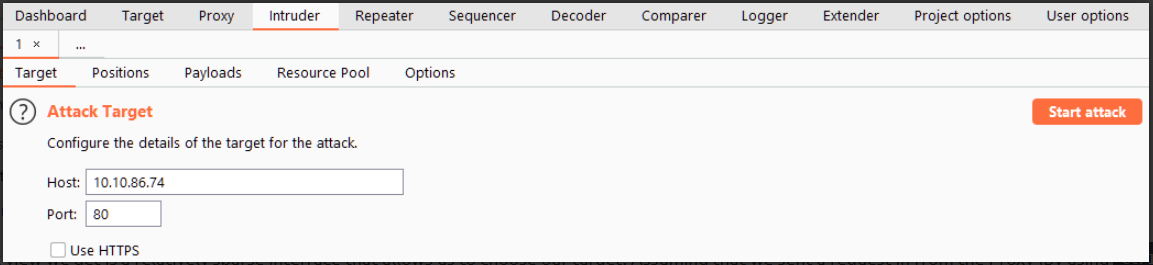 Dashboard Target Proxy Intruder Repeater Sequencer Decoder Comparer Logger Extender Project options User options
1 × ...
Target Positions Payloads Resource Pool Options
? Attack Target Start attack
Configure the details of the target for the attack.
Host: 10.10.86.74
Port: 80
Use HTTPS